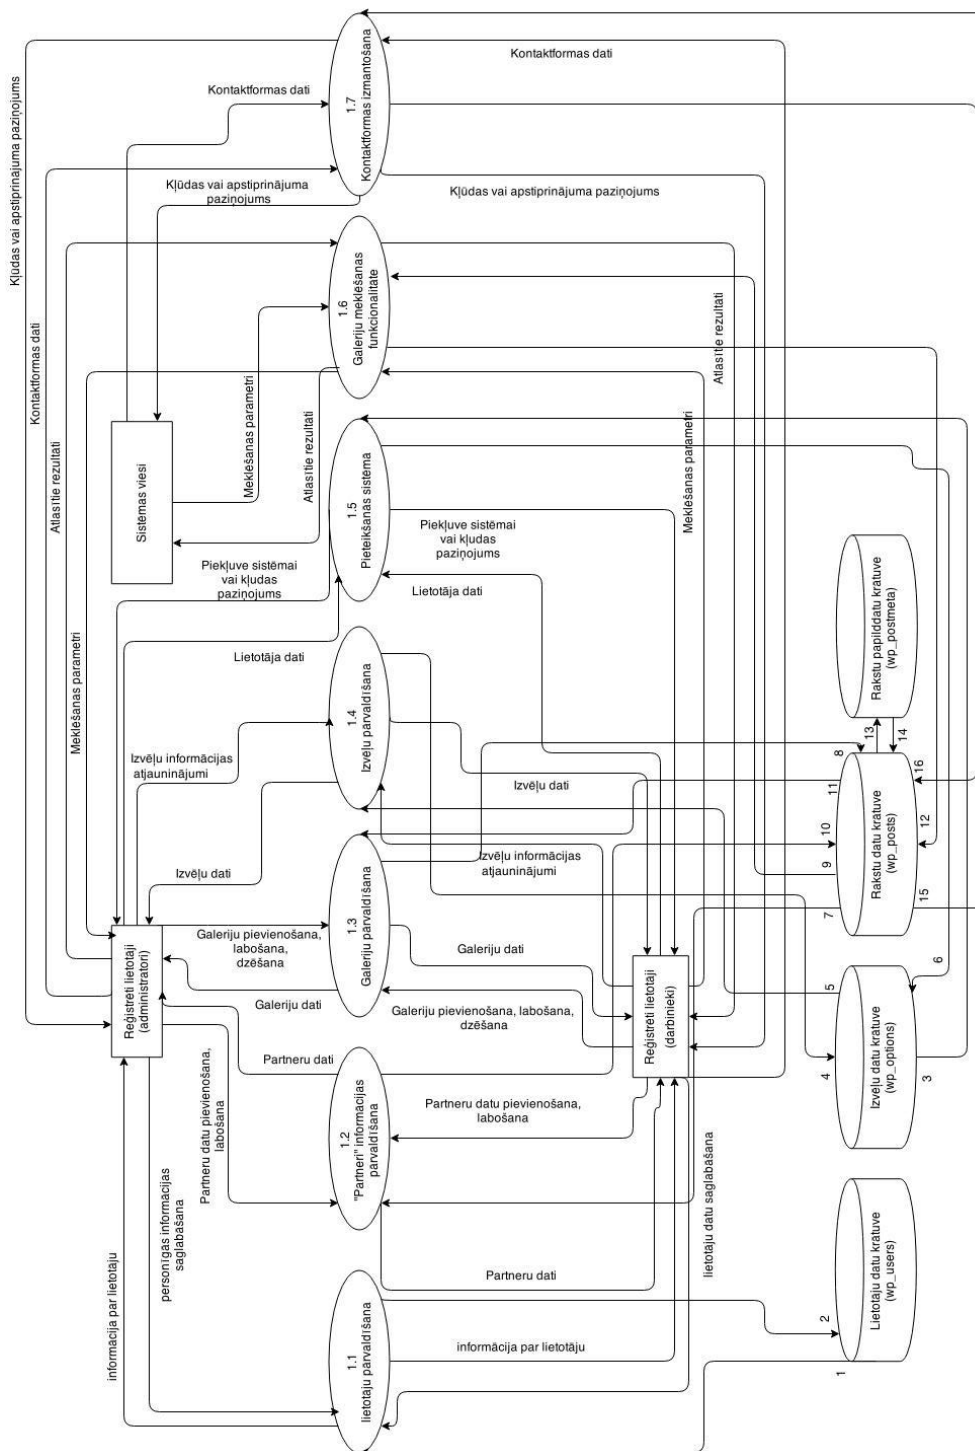 Kļūdas vai apstiprinājuma paziņojums
Kontaktformas dati
Atlasītie rezultāti
Meklēšanas parametri
Kontaktformas dati
Kļūdas vai apstiprinājuma
paziņojums
1.7
Kontaktformas izmantošana
Kontaktformas dati
Kļūdas vai apstiprinājuma paziņojums
1.6
Galeriju meklēšanas
funkcionalitāte
Sistēmas viesi
Meklēšanas parametri
Atlasītie rezultāti
Atlasītie rezultāti
Meklēšanas parametri
1.5
Pieteikšanās sistēmā
Piekļuve sistēmai
vai kļudas
paziņojums
Piekļuve sistēmai
vai kļudas
paziņojums
Lietotāja dati
Lietotāja dati
1.4
Izvēļu pārvaldīšana
Izvēļu informācijas
atjauninājumi
Izvēļu dati
Izvēļu dati
Izvēļu informācijas
atjauninājumi
1.3
Galeriju pārvaldīšana
Galeriju pievienošana,
labošana,
dzēšana
Galeriju dati
Galeriju dati
Galeriju pievienošana, labošana,
dzēšana
Reģistrēti lietotāji
(administratori)
Reģistrēti lietotāji
(darbinieki)
Partneru dati
Partneru datu pievienošana,
labošana
1.2
"Partneri" informācijas
pārvaldīšana
Partneru datu pievienošana,
labošana
Partneru dati
personīgās informācijas
saglabāšana
informācija par lietotāju
1.1
lietotāju pārvaldīšana
informācija par lietotāju
lietotāju datu saglabāšana
Rakstu papilddatu krātuve
(wp_postmeta)
13
14
8
11
10
9
7
16
12
15
Rakstu datu krātuve
(wp_posts)
5
6
4
3
Izvēļu datu krātuve
(wp_options)
2
1
Lietotāju datu krātuve
(wp_users)